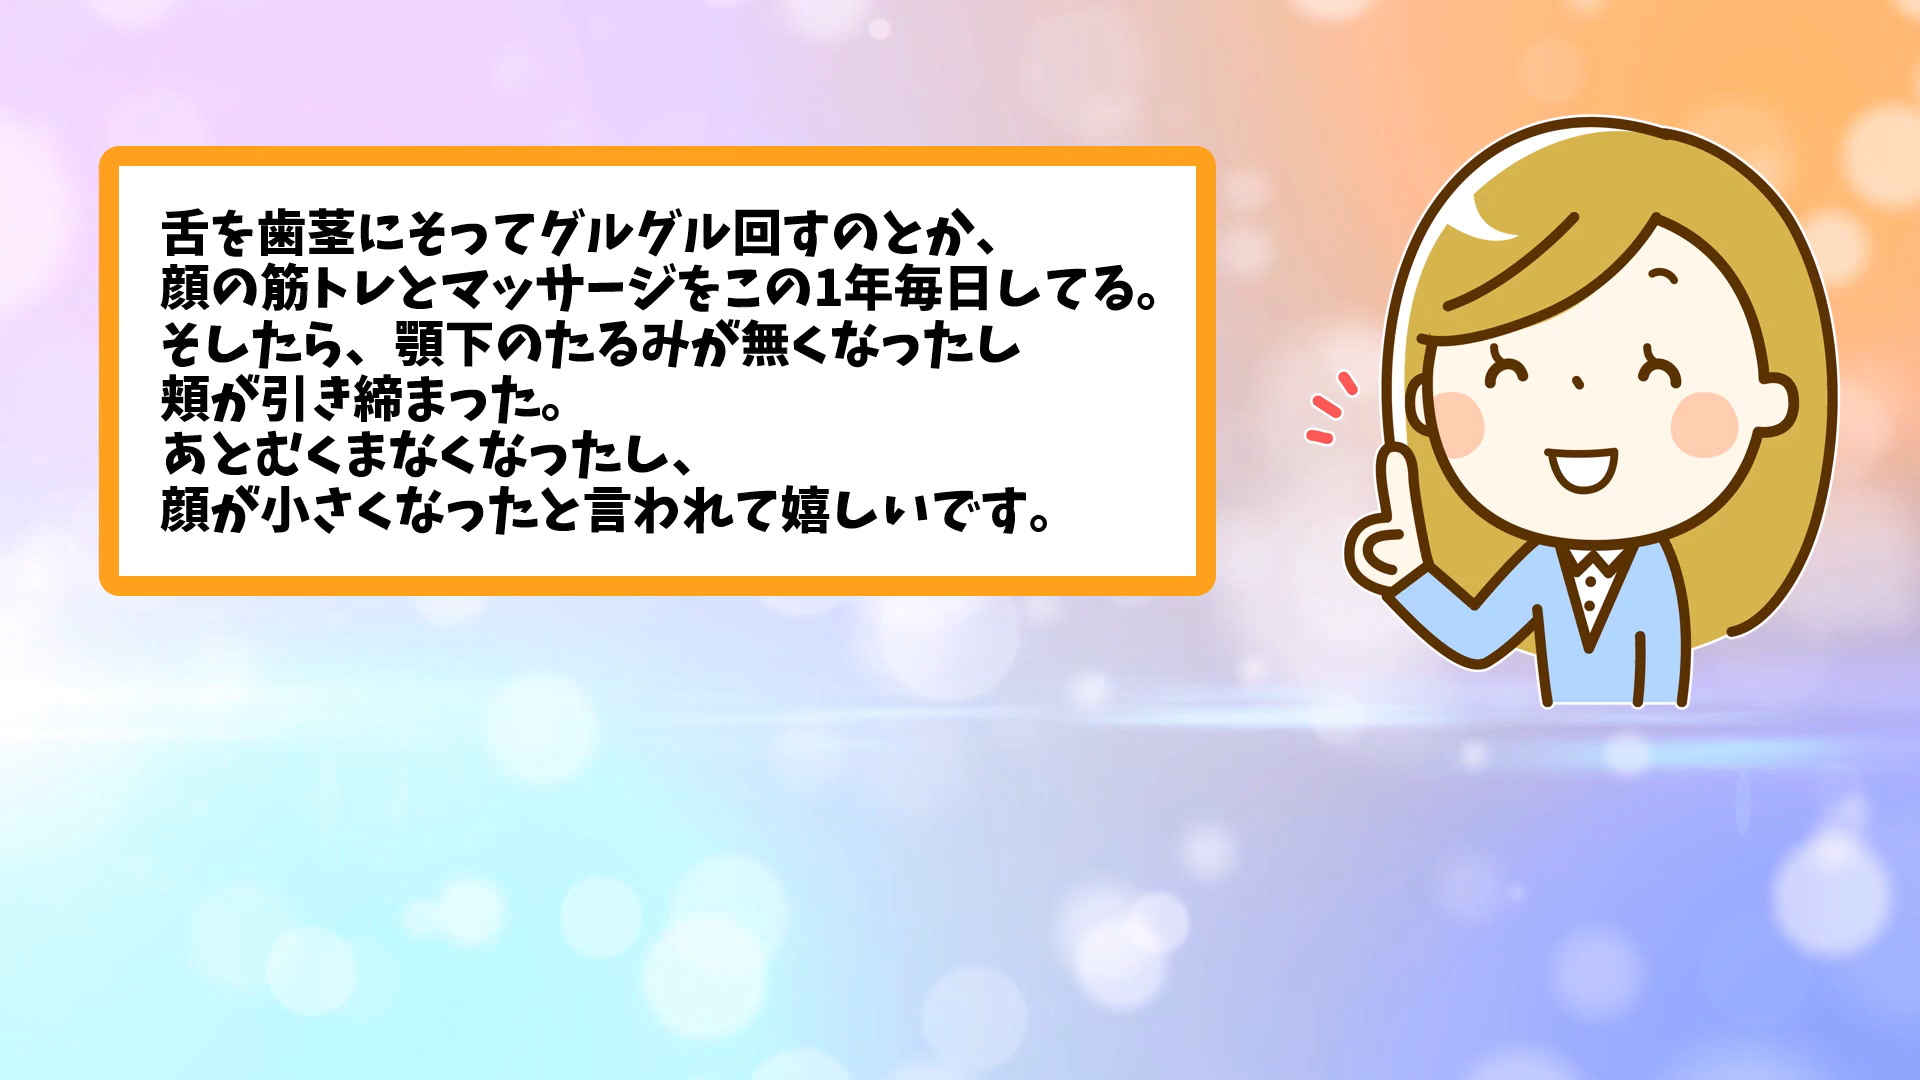 舌を歯茎にそってグルグル回すのとか、
顔の筋トレとマッサージをこの1年毎日してる。
そしたら、顎下のたるみが無くなったし
頬が引き締まった。
あとむくまなくなったし、
顔が小さくなったと言われて嬉しいです。